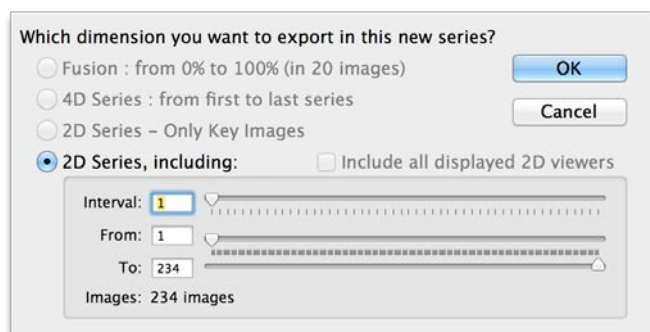 Which dimension you want to export in this new series?
Fusion : from 0% to 100% (in 20 images)
OK
4D Series : from first to last series
Cancel
2D Series – Only Key Images
2D Series, including:
Include all displayed 2D viewers
Interval: 1
From: 1
To: 234
Images: 234 images